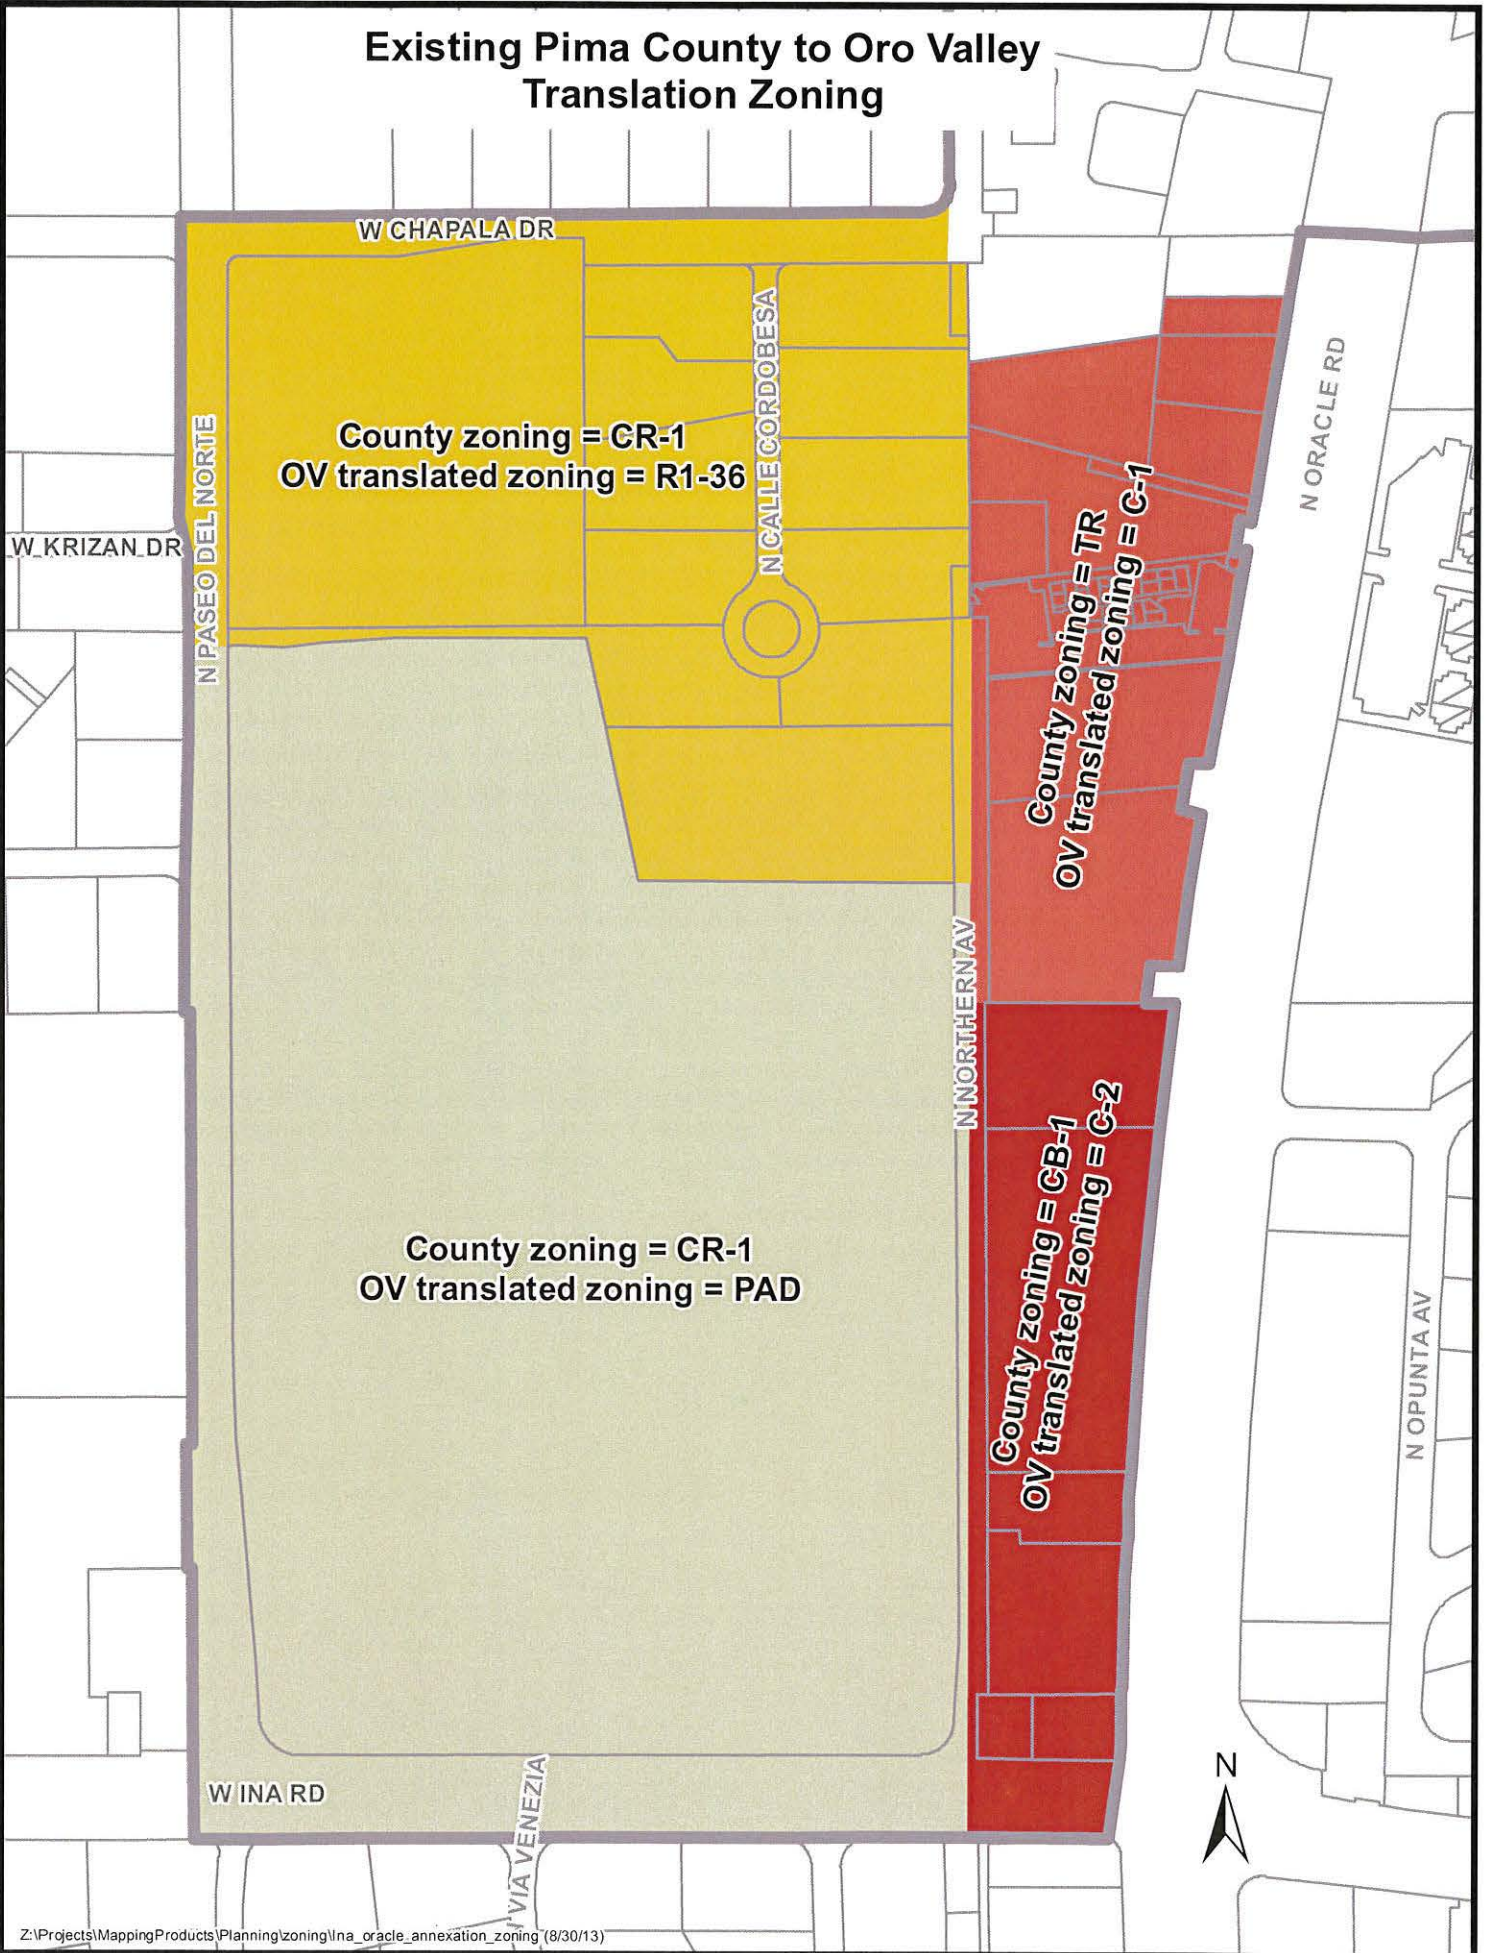 Existing Pima County to Oro Valley
Translation Zoning
W CHAPALA DR
N CALLE CORDOBESA
N ORACLE RD
N PASEO DEL NORTE
County zoning = CR-1
OV translated zoning = R1-36
W KRIZAN DR
County zoning = TR
OV translated zoning = C-1
N NORTHERN AV
County zoning = CB-1
OV translated zoning = C-2
County zoning = CR-1
OV translated zoning = PAD
N OPUNTA AV
W INA RD
N VIA VENEZIA
N
Z:\Projects\MappingProducts\Planning\zoning\Ina_oracle_annexation_zoning (8/30/13)